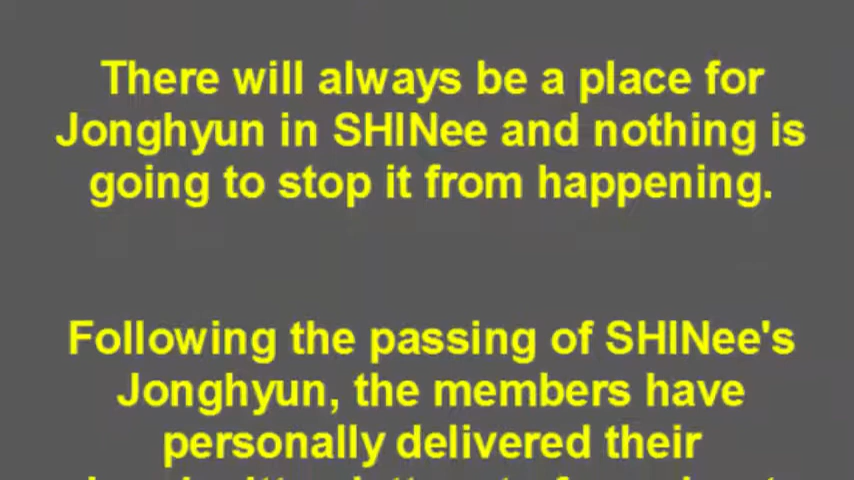 There will always be a place for
Jonghyun in SHINee and nothing is
going to stop it from happening.
Following the passing of SHINee's
Jonghyun, the members have
personally delivered their